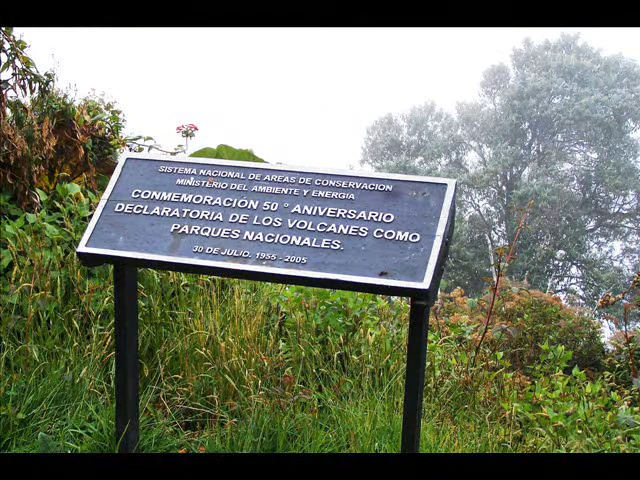 SISTEMA NACIONAL DE AREAS DE CONSERVACION
MINISTERIO DEL AMBIENTE Y ENERGIA
CONMEMORACIÓN 50 º ANIVERSARIO
DECLARATORIA DE LOS VOLCANES COMO
PARQUES NACIONALES.
30 DE JULIO. 1955 - 2005